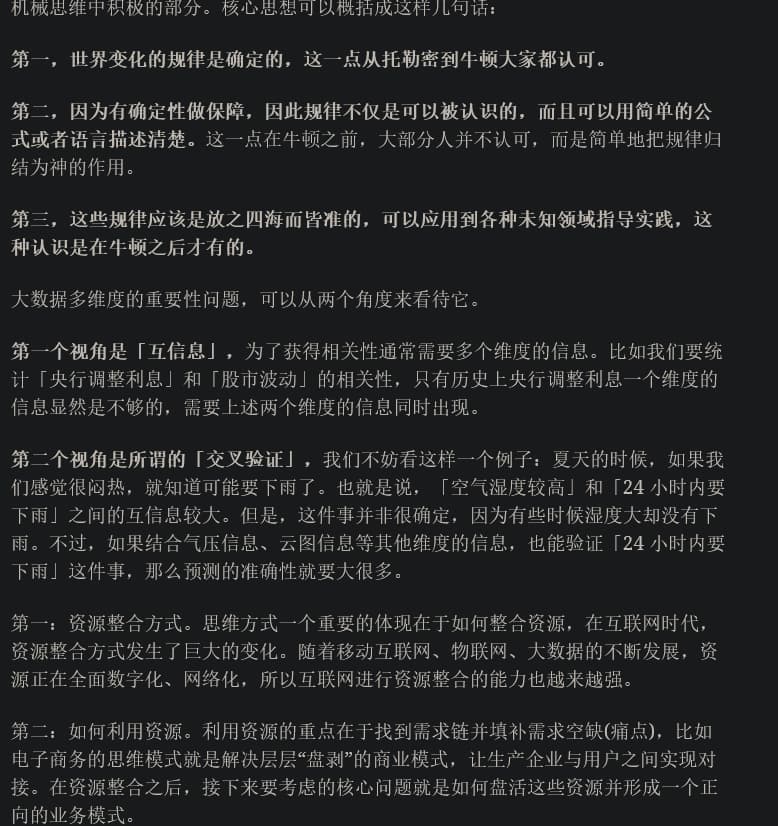 机械思维中积极的部分。核心思想可以概括成这样几句话：
第一，世界变化的规律是确定的，这一点从托勒密到牛顿大家都认可。
第二，因为有确定性做保障，因此规律不仅是可以被认识的，而且可以用简单的公
式或者语言描述清楚。这一点在牛顿之前，大部分人并不认可，而是简单地把规律归
结为神的作用。
第三，这些规律应该是放之四海而皆准的，可以应用到各种未知领域指导实践，这
种认识是在牛顿之后才有的。
大数据多维度的重要性问题，可以从两个角度来看待它。
第一个视角是「互信息」，为了获得相关性通常需要多个维度的信息。比如我们要统
计「央行调整利息」和「股市波动」的相关性，只有历史上央行调整利息一个维度的
信息显然是不够的，需要上述两个维度的信息同时出现。
第二个视角是所谓的「交叉验证」，我们不妨看这样一个例子：夏天的时候，如果我
们感觉很闷热，就知道可能要下雨了。也就是说，「空气湿度较高」和「24 小时内要
下雨」之间的互信息较大。但是，这件事并非很确定，因为有些时候湿度大却没有下
雨。不过，如果结合气压信息、云图信息等其他维度的信息，也能验证「24 小时内要
下雨」这件事，那么预测的准确性就要大很多。
第一：资源整合方式。思维方式一个重要的体现在于如何整合资源，在互联网时代，
资源整合方式发生了巨大的变化。随着移动互联网、物联网、大数据的不断发展，资
源正在全面数字化、网络化，所以互联网进行资源整合的能力也越来越强。
第二：如何利用资源。利用资源的重点在于找到需求链并填补需求空缺(痛点)，比如
电子商务的思维模式就是解决层层“盘剥”的商业模式，让生产企业与用户之间实现对
接。在资源整合之后，接下来要考虑的核心问题就是如何盘活这些资源并形成一个正
向的业务模式。